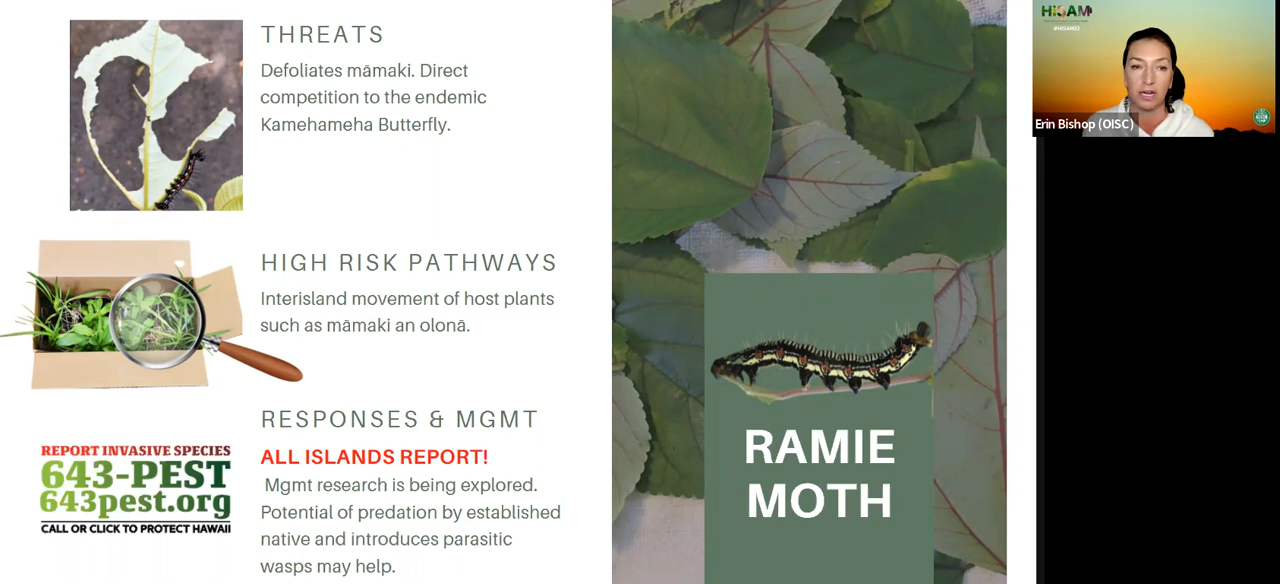 THREATS
Defoliates māmaki. Direct
competition to the endemic
Kamehameha Butterfly.
HIGH RISK PATHWAYS
Interisland movement of host plants
such as māmaki an olonā.
REPORT INVASIVE SPECIES
643-PEST
643pest.org
CALL OR CLICK TO PROTECT HAWAII
RESPONSES & MGMT
ALL ISLANDS REPORT!
Mgmt research is being explored.
Potential of predation by established
native and introduces parasitic
wasps may help.
RAMIE
MOTH
HISAM
#HISAM22
Erin Bishop (OISC)